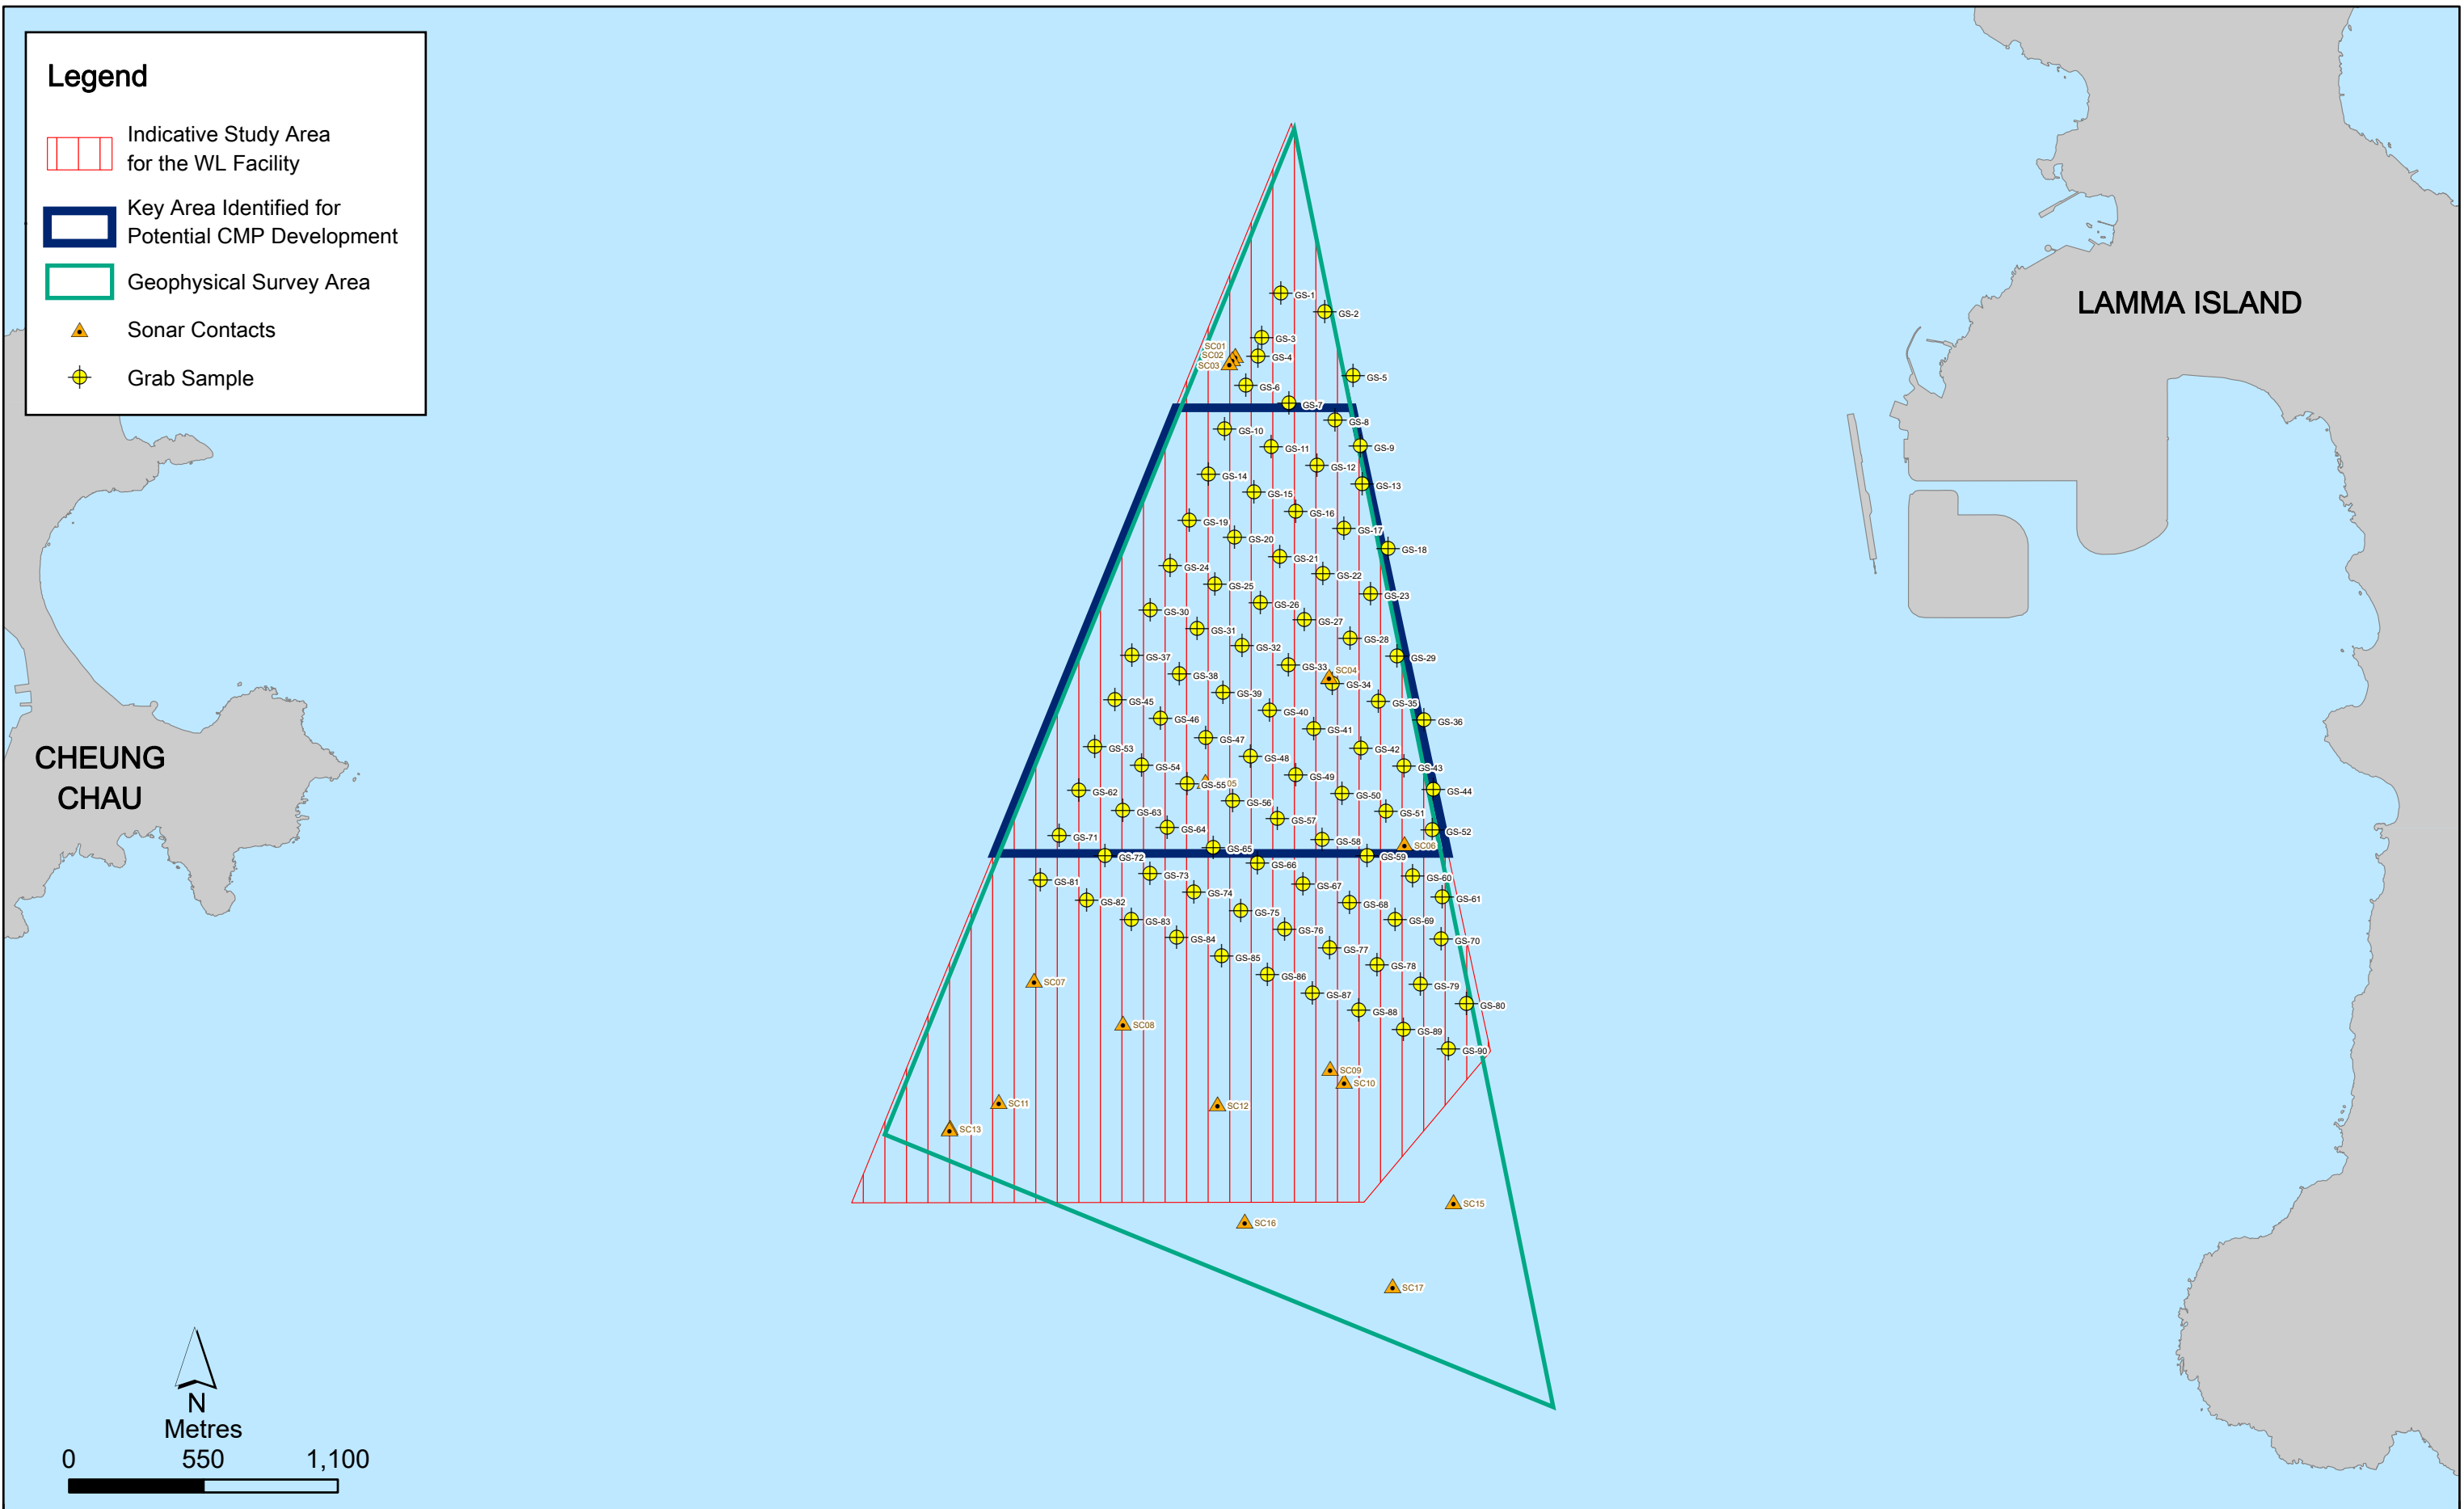 Legend
Indicative Study Area
for the WL Facility
Key Area Identified for
Potential CMP Development
Geophysical Survey Area
Sonar Contacts
Grab Sample
LAMMA ISLAND
CHEUNG
CHAU
GS-1
GS-2
GS-3
SC01
SC02
GS-4
SC03
GS-5
GS-6
GS-7
GS-8
GS-10
GS-9
GS-11
GS-12
GS-14
GS-13
GS-15
GS-16
GS-19
GS-17
GS-20
GS-18
GS-21
GS-24
GS-22
GS-25
GS-23
GS-26
GS-30
GS-27
GS-31
GS-28
GS-32
GS-37
GS-29
GS-33
SC04
GS-38
GS-34
GS-39
GS-45
GS-35
GS-40
GS-46
GS-36
GS-41
GS-47
GS-53
GS-42
GS-48
GS-54
GS-43
GS-49
GS-55
05
GS-62
GS-44
GS-50
GS-56
GS-63
GS-51
GS-57
GS-64
GS-52
GS-71
GS-58
SC06
GS-65
GS-72
GS-59
GS-66
GS-73
GS-60
GS-81
GS-67
GS-74
GS-61
GS-82
GS-68
GS-75
GS-83
GS-69
GS-76
GS-84
GS-70
GS-77
GS-85
GS-78
GS-86
SC07
GS-79
GS-87
GS-80
GS-88
SC08
GS-89
GS-90
SC09
SC10
SC11
SC12
SC13
SC15
SC16
SC17
N
Metres
0 550 1,100